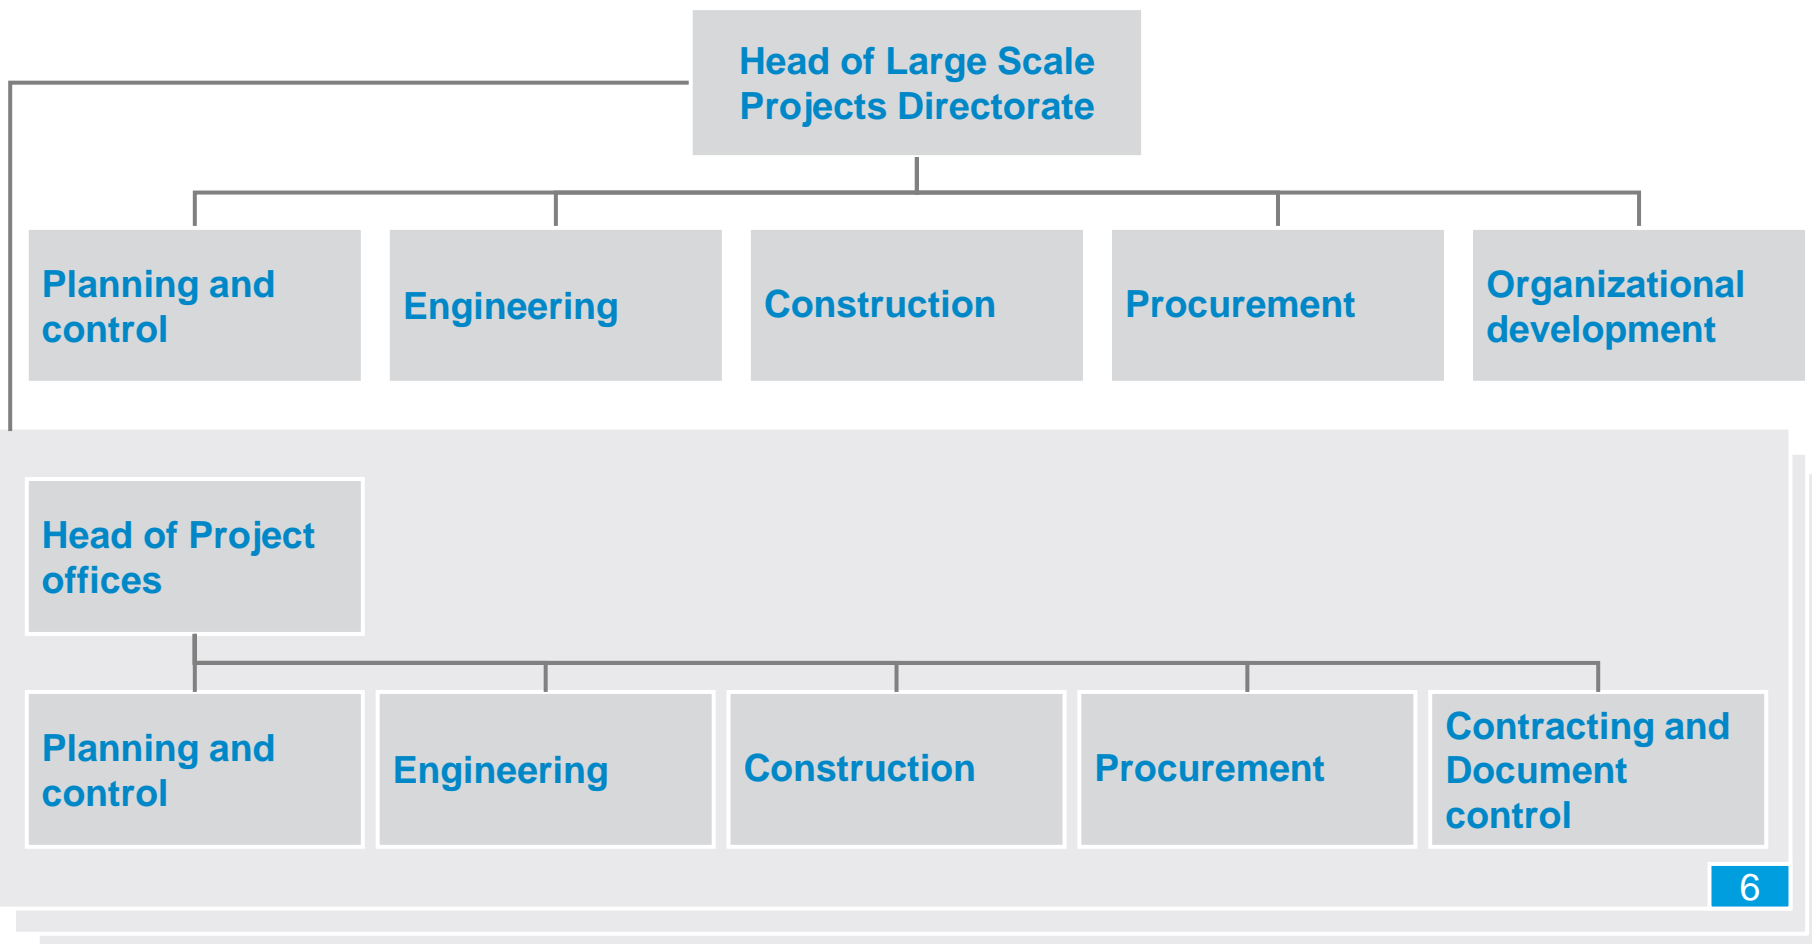 Head of Large Scale
Projects Directorate
Planning and
control
Engineering
Construction
Procurement
Organizational
development
Head of Project
offices
Planning and
control
Engineering
Construction
Procurement
Contracting and
Document
control
6